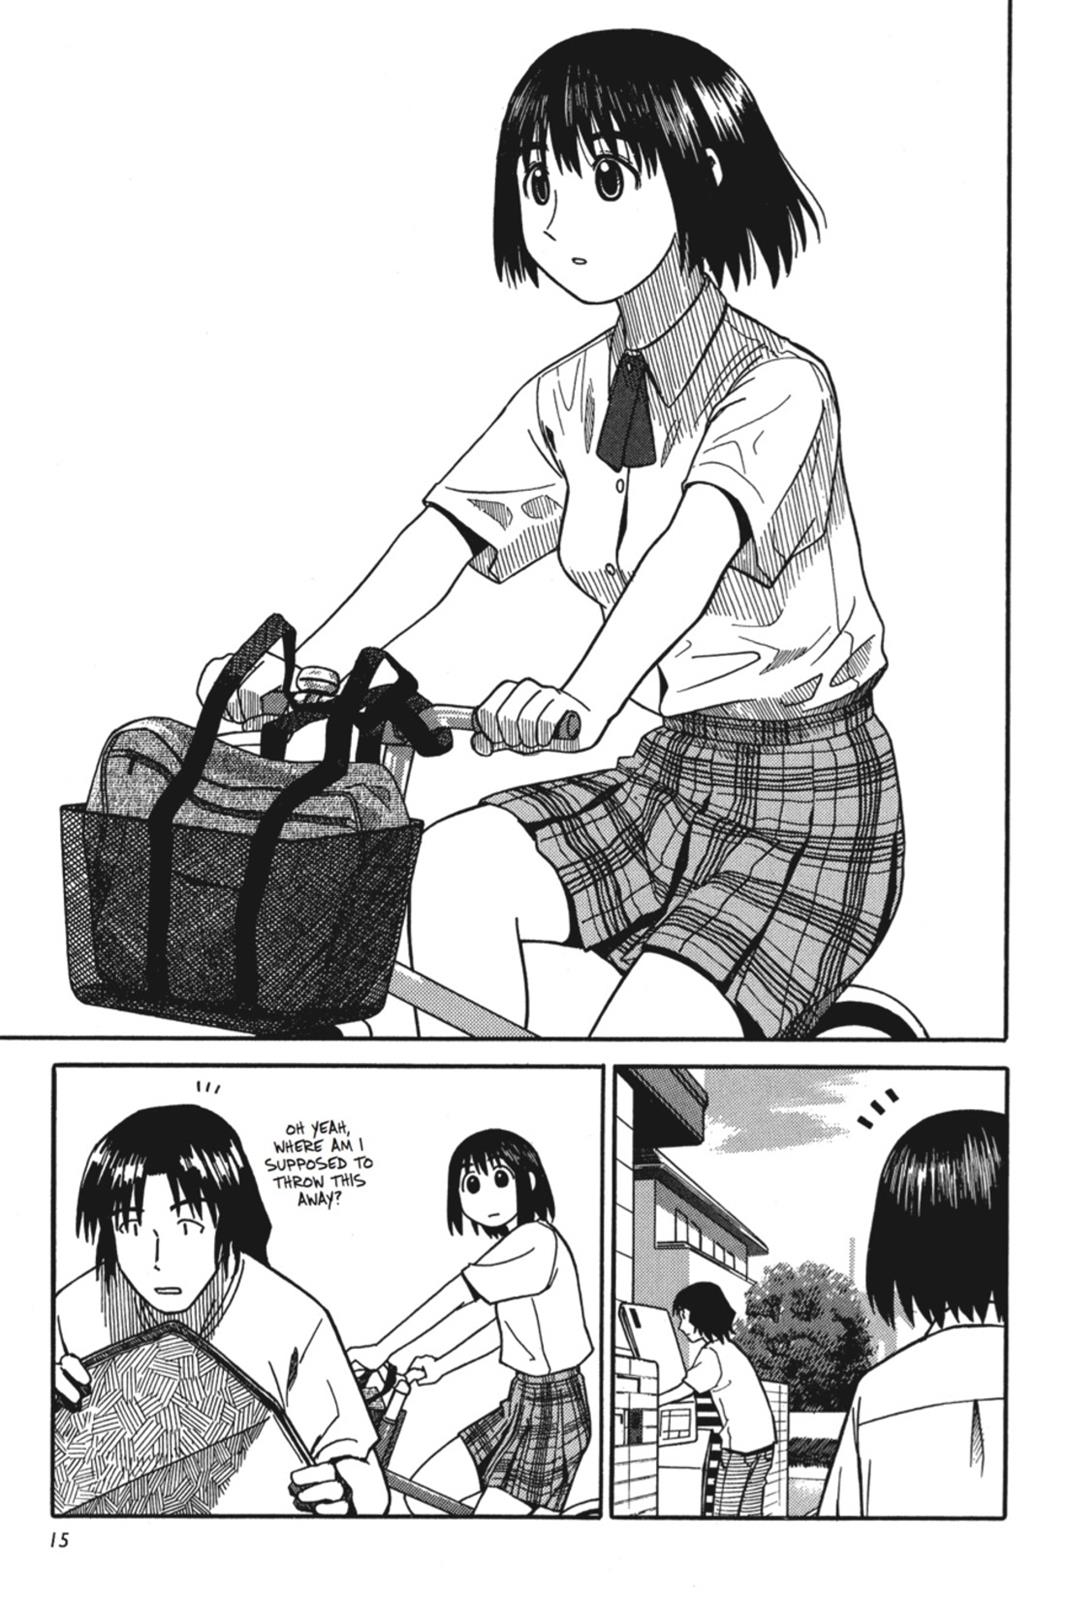 OH YEAH,
WHERE AM I
SUPPOSED TO
THROW THIS
AWAY?
15